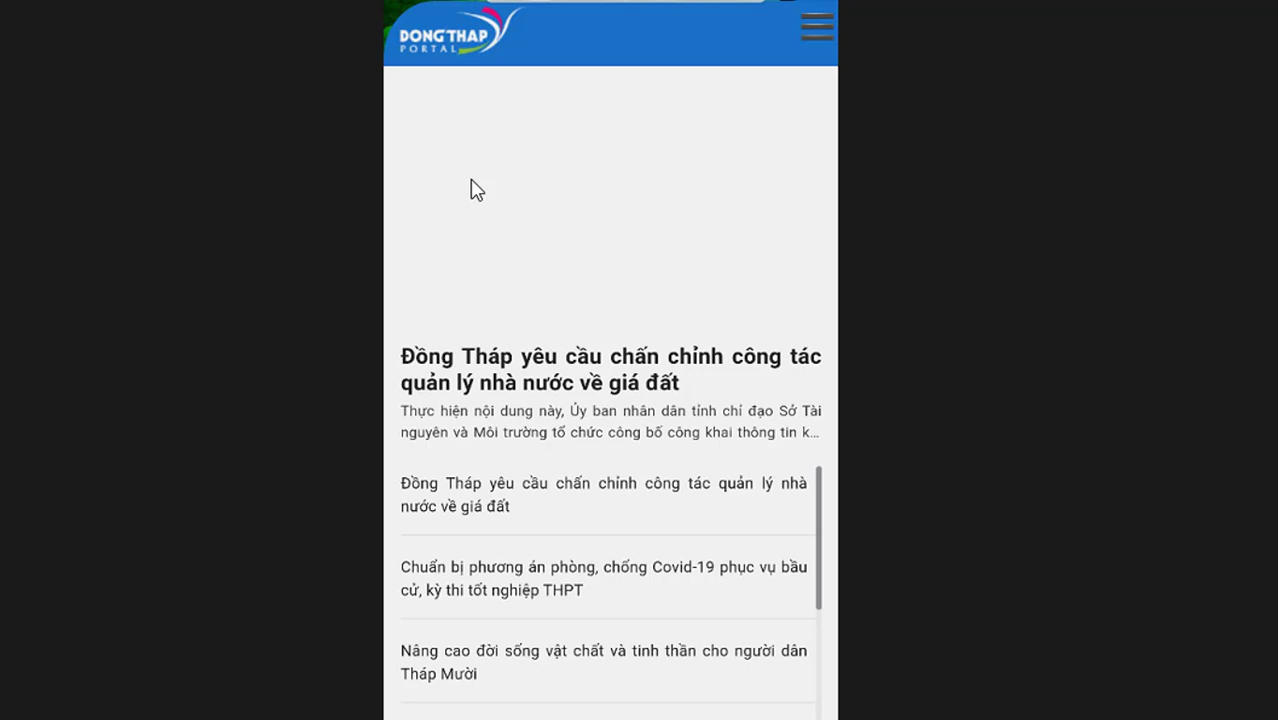 DONG THAP
PORTAL
Đồng Tháp yêu cầu chấn chỉnh công tác
quản lý nhà nước về giá đất
Thực hiện nội dung này, Ủy ban nhân dân tỉnh chỉ đạo Sở Tài
nguyên và Môi trường tổ chức công bố công khai thông tin k...
Đồng Tháp yêu cầu chấn chỉnh công tác quản lý nhà
nước về giá đất
Chuẩn bị phương án phòng, chống Covid-19 phục vụ bầu
cử, kỳ thi tốt nghiệp THPT
Nâng cao đời sống vật chất và tinh thần cho người dân
Tháp Mười